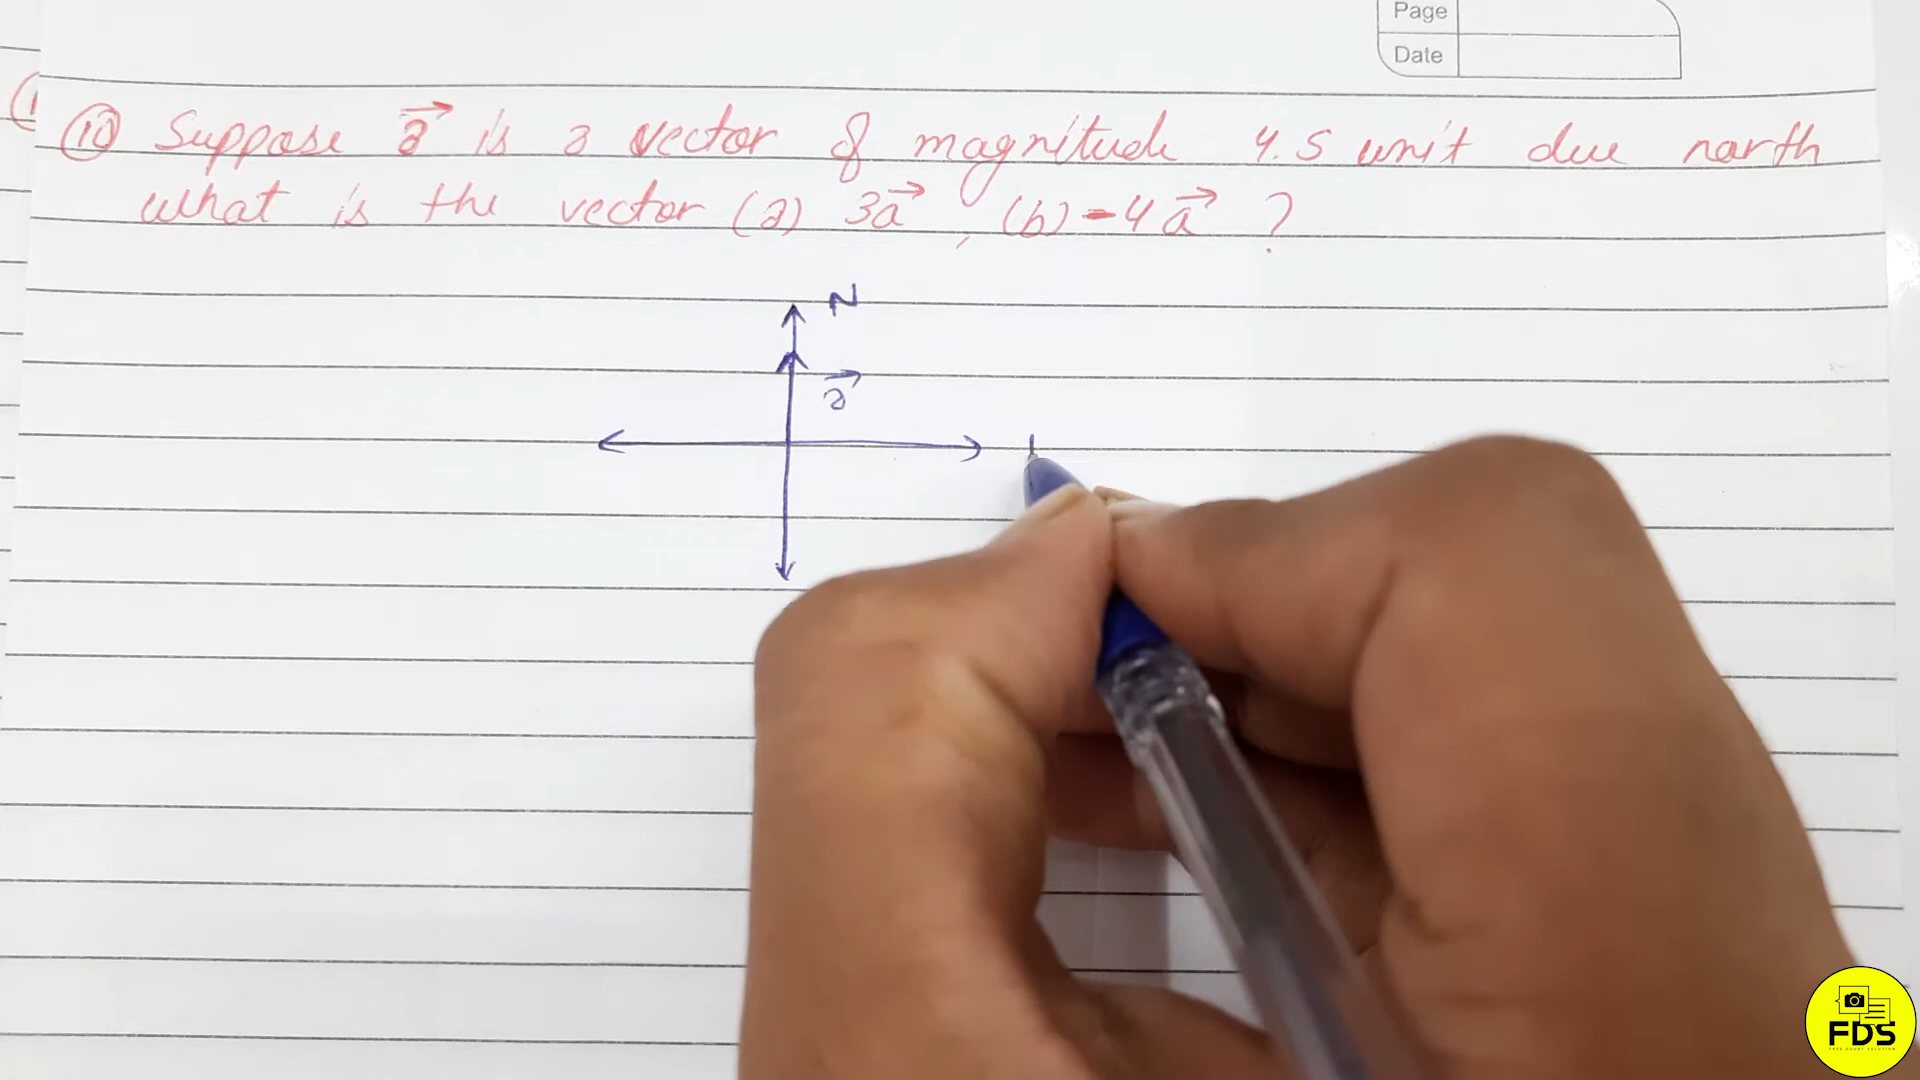 Page
Date
(10) Suppose a⃗ is a vector of magnitude 4.5 unit due narth
what is the vector (a) 3a⃗, (b) -4a⃗ ?
N
a⃗
FDS